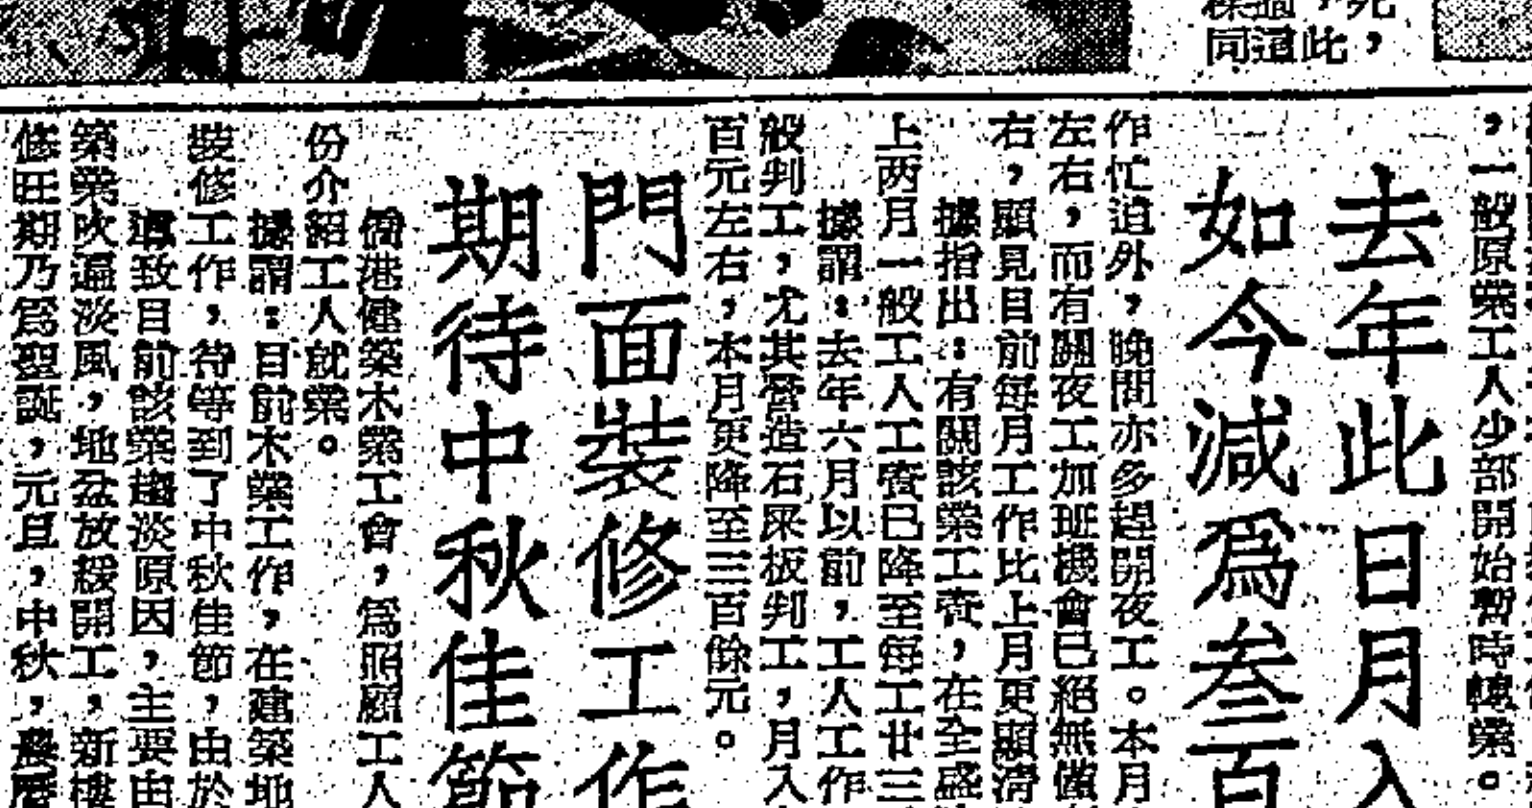 死，
，此
過這
同
，一般原業工人少部開始暫時轉業。
去年此日月入
如今減爲叁百
作忙迫外，晚間亦多趕開夜工。本月
左右，而有關夜工加班機會已絕無僅
右，顯見目前每月工作比上月更顯淸
據指出：有關該業工資，在全盛
上两月一般工人工資已降至每工廿三
據謂：去年六月以前，工人工作
般判工，尤其營造石屎板判工，月入
百元左右，本月更降至三百餘元。
門面裝修工作
期待中秋佳節
僑港健築木業工會，爲照顧工人
份介紹工人就業。
據謂：目前木業工作，在建築地
裝修工作，待等到了中秋佳節，由於
致目前該業趨淡原因，主要由
築業吹遍淡風，地盆放緩開工，新樓
修旺期乃爲聖誕，元旦，中秋，農曆